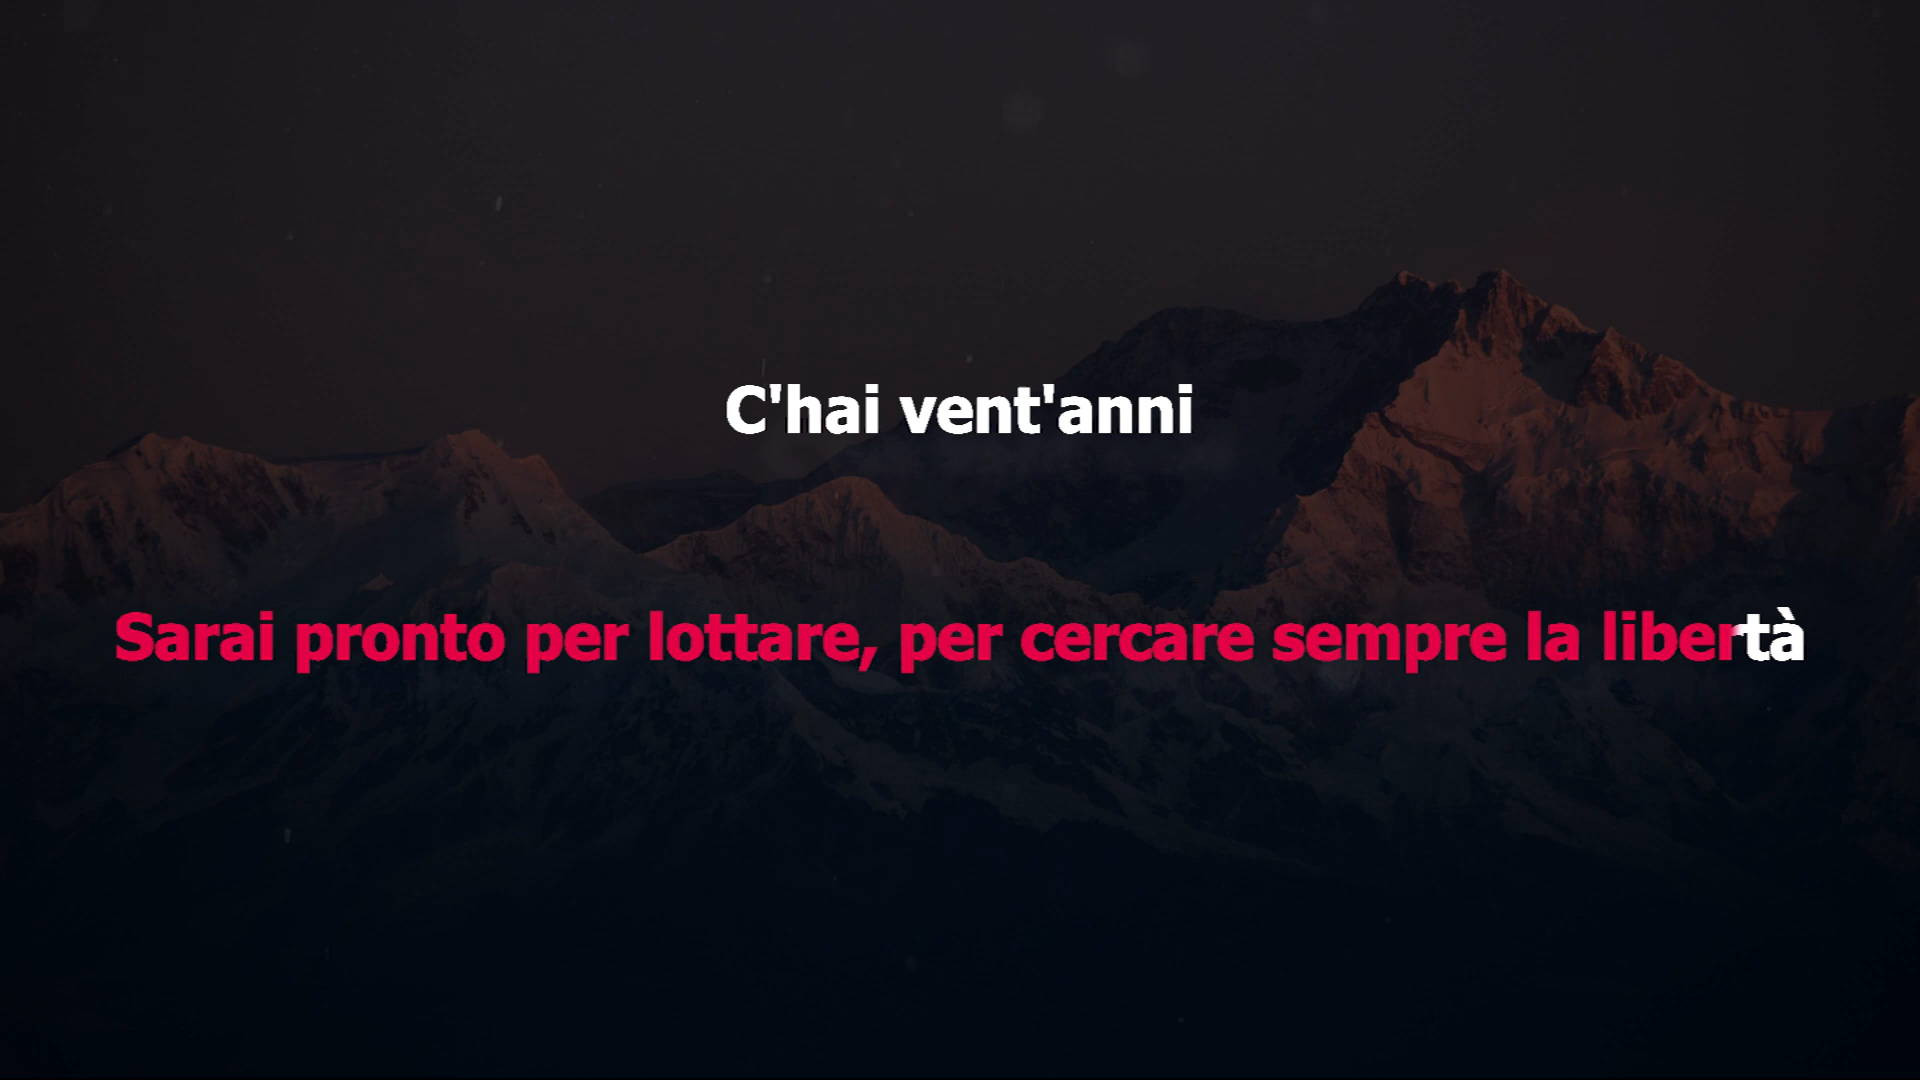 C'hai vent'anni
Sarai pronto per lottare, per cercare sempre la libertà